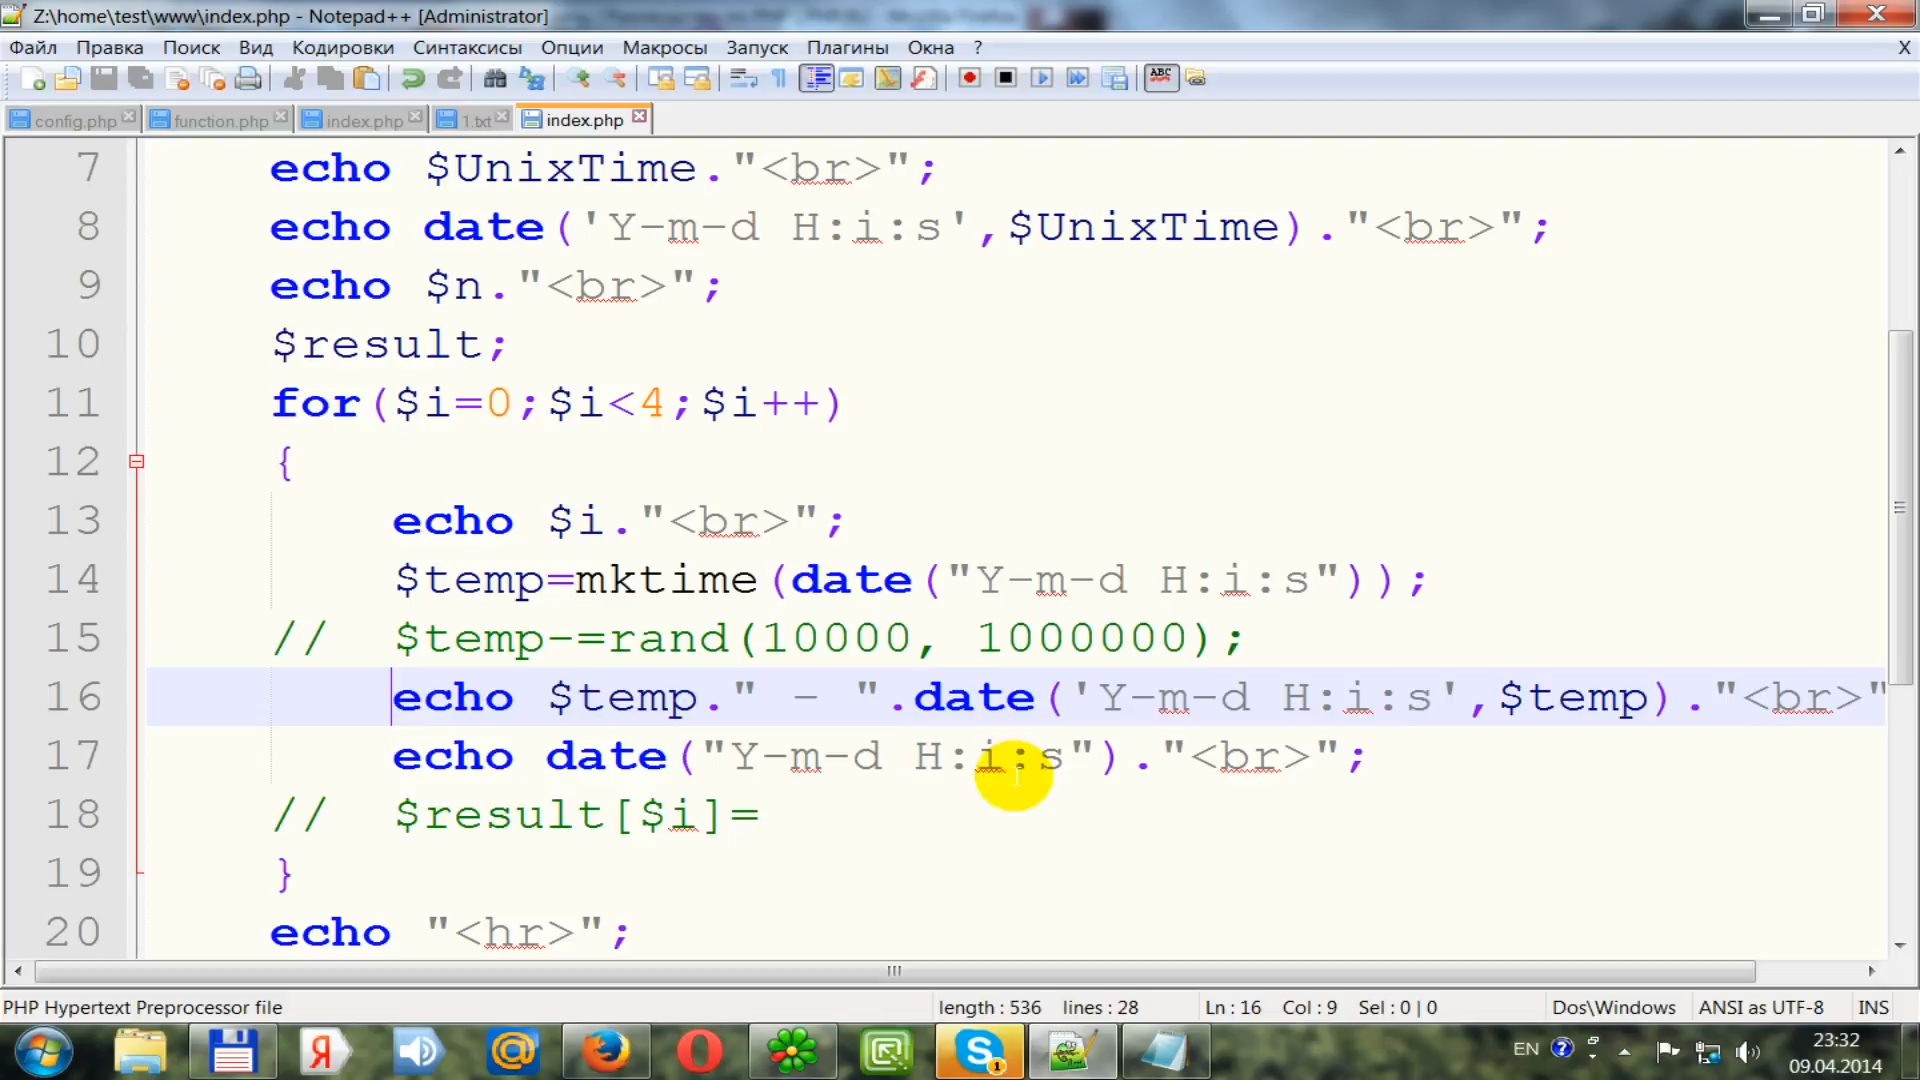 Z:\home\test\www\index.php - Notepad++ [Administrator]
Файл Правка Поиск Вид Кодировки Синтаксисы Опции Макросы Запуск Плагины Окна ? X
ABC
config.php function.php index.php 1.txt index.php
7 echo $UnixTime."<br>";
8 echo date('Y-m-d H:i:s',$UnixTime)."<br>";
9 echo $n."<br>";
10 $result;
11 for($i=0;$i<4;$i++)
12 {
13 echo $i."<br>";
14 $temp=mktime(date("Y-m-d H:i:s"));
15 // $temp-=rand(10000, 1000000);
16 echo $temp." - ".date('Y-m-d H:i:s',$temp)."<br>"
17 echo date("Y-m-d H:i:s")."<br>";
18 // $result[$i]=
19 }
20 echo "<hr>";
PHP Hypertext Preprocessor file length : 536 lines : 28 Ln : 16 Col : 9 Sel : 0 | 0 Dos\Windows ANSI as UTF-8 INS
EN 23:32
09.04.2014